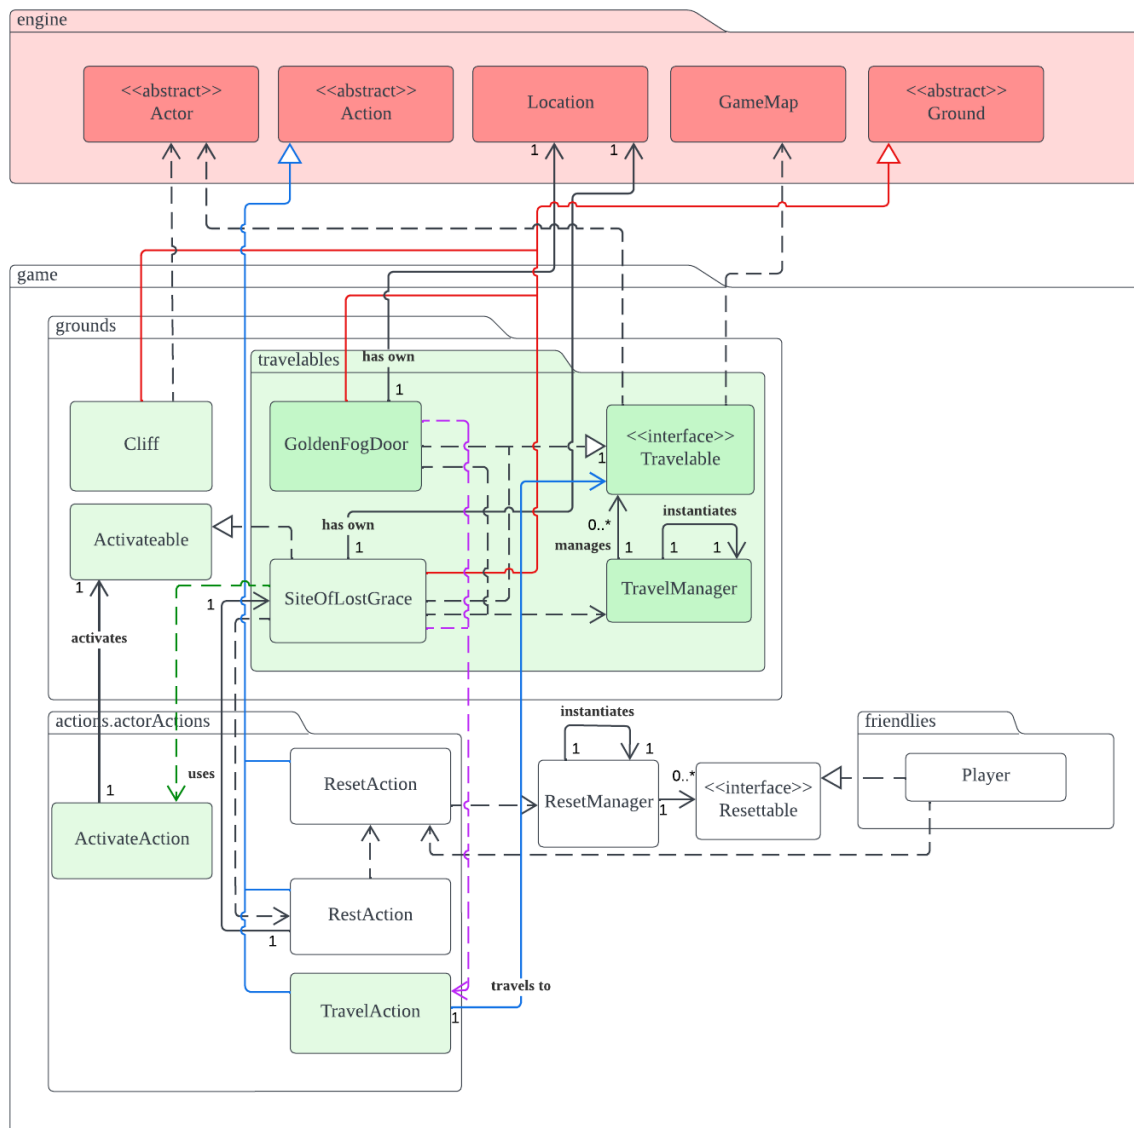 engine
<<abstract>>
Actor
<<abstract>>
Action
Location
GameMap
<<abstract>>
Ground
1
1
game
grounds
travelables
has own
1
Cliff
GoldenFogDoor
<<interface>>
Travelable
1
Activateable
has own
1
0..*
manages
1
instantiates
1
1
SiteOfLostGrace
TravelManager
1
1
activates
actions.actorActions
instantiates
1
1
friendlies
uses
1
ResetAction
ResetManager
0..*
1
<<interface>>
Resettable
Player
ActivateAction
RestAction
1
travels to
TravelAction
1